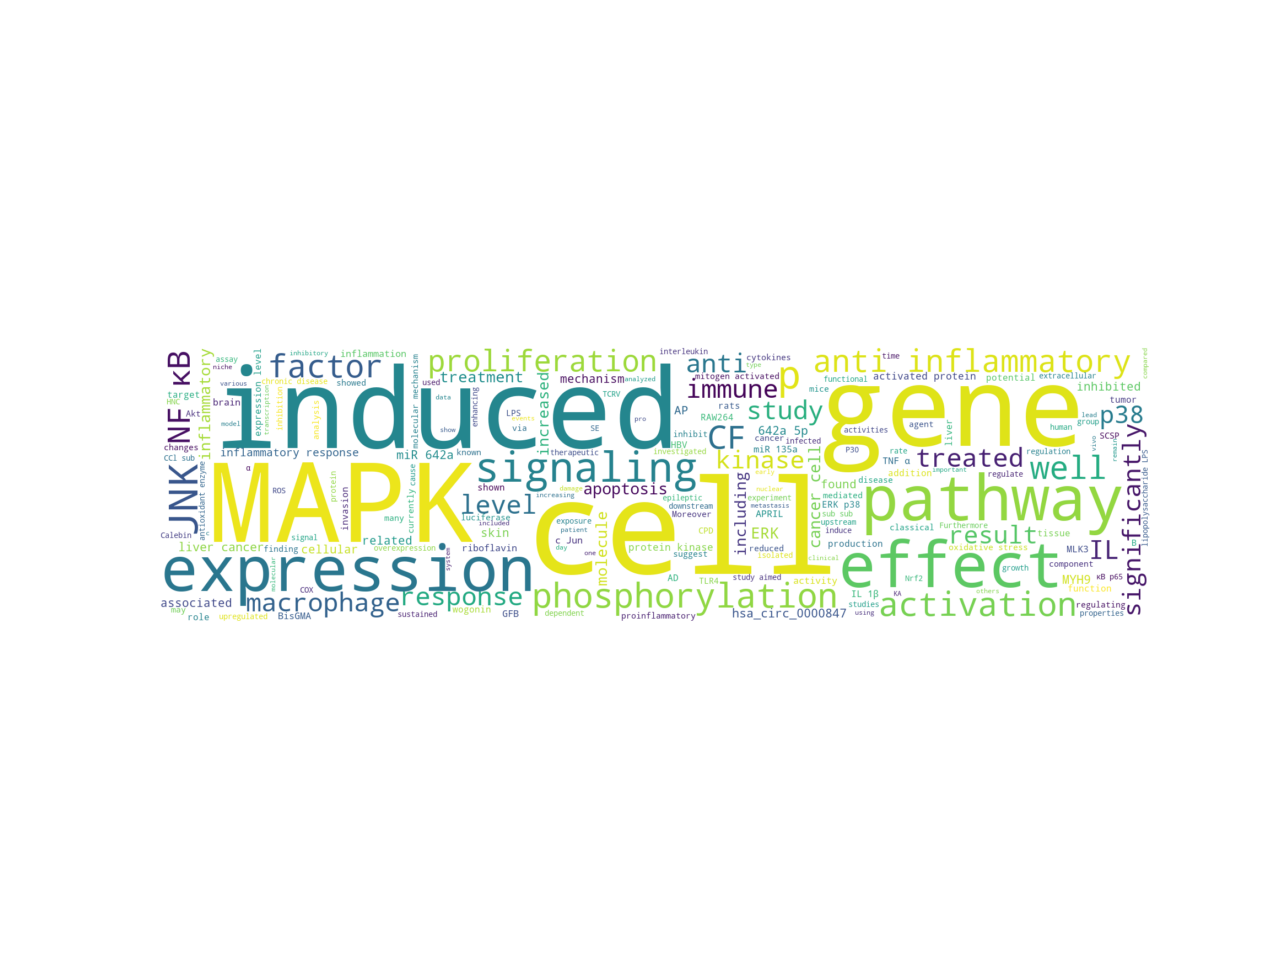 NF κB
niche
assay
inflammatory
expression level
inhibitory
inflammation
factor
chronic disease
showed
various
target
HNC
Akt
brain
model
transcription
inhibition
analysis
molecular mechanism
used
data
show
treatment
proliferation
increased
enhancing
induced
LPS
events
via
mechanism
analyzed
TCRV
SE
pro
interleukin
anti
cytokines
type
mitogen activated
immune
AP
rats
RAW264
study
p
anti inflammatory
time
functional
activated protein
mice
potential
extracellular
compared
inhibited
tumor
lead
group
p38
human
SCSP
vivo
remain
gene
agent
activities
liver
CF
inhibit
HBV
investigated
cancer
infected
642a 5p
miR 135a
P30
rate
TNF α
regulation
important
regulate
treated
well
significantly
lipopolysaccharide LPS
ED
changes
CCl sub
inflammatory response
α
miR 642a
known
therapeutic
signaling
kinase
early
nuclear
damage
increasing
epileptic
downstream
Moreover
experiment
metastasis
APRIL
including
cancer cells
found
mediated
ERK p38
sub sub
upstream
induce
addition
disease
JNK
antioxidant enzyme
ROS
protein
invasion
MAPK
many
currently cause
level
luciferase
included
shown
apoptosis
exposure
patient
c Jun
day
one
molecule
cell
pathway
classical
Furthermore
result
tissue
IL
Calebin
liver cancer
signal
finding
cellular
related
overexpression
system
riboflavin
suggest
protein kinase
CPD
ERK
reduced
isolated
clinical
production
oxidative stress
MLK3
component
κB p65
expression
molecular
COX
AD
TLR4
study aimed
activity
effect
Nrf2
growth
MYH9
function
others
KA
associated
may
role
upregulated
macrophage
BisGMA
response
sustained
wogonin
GFB
phosphorylation
dependent
proinflammatory
hsa_circ_0000847
IL 1β
studies
using
activation
regulating
properties